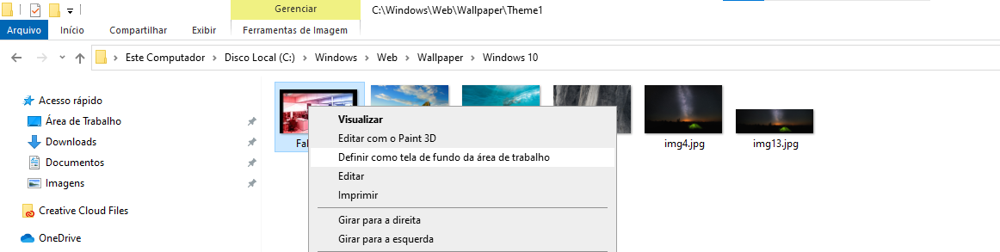 Gerenciar
C:\Windows\Web\Wallpaper\Theme1
Arquivo Início Compartilhar Exibir Ferramentas de Imagem
Este Computador Disco Local (C:) Windows Web Wallpaper Windows 10
Acesso rápido
Área de Trabalho
Downloads
Documentos
Imagens
Creative Cloud Files
OneDrive
img4.jpg img13.jpg
Visualizar
Editar com o Paint 3D
Definir como tela de fundo da área de trabalho
Editar
Imprimir
Girar para a direita
Girar para a esquerda